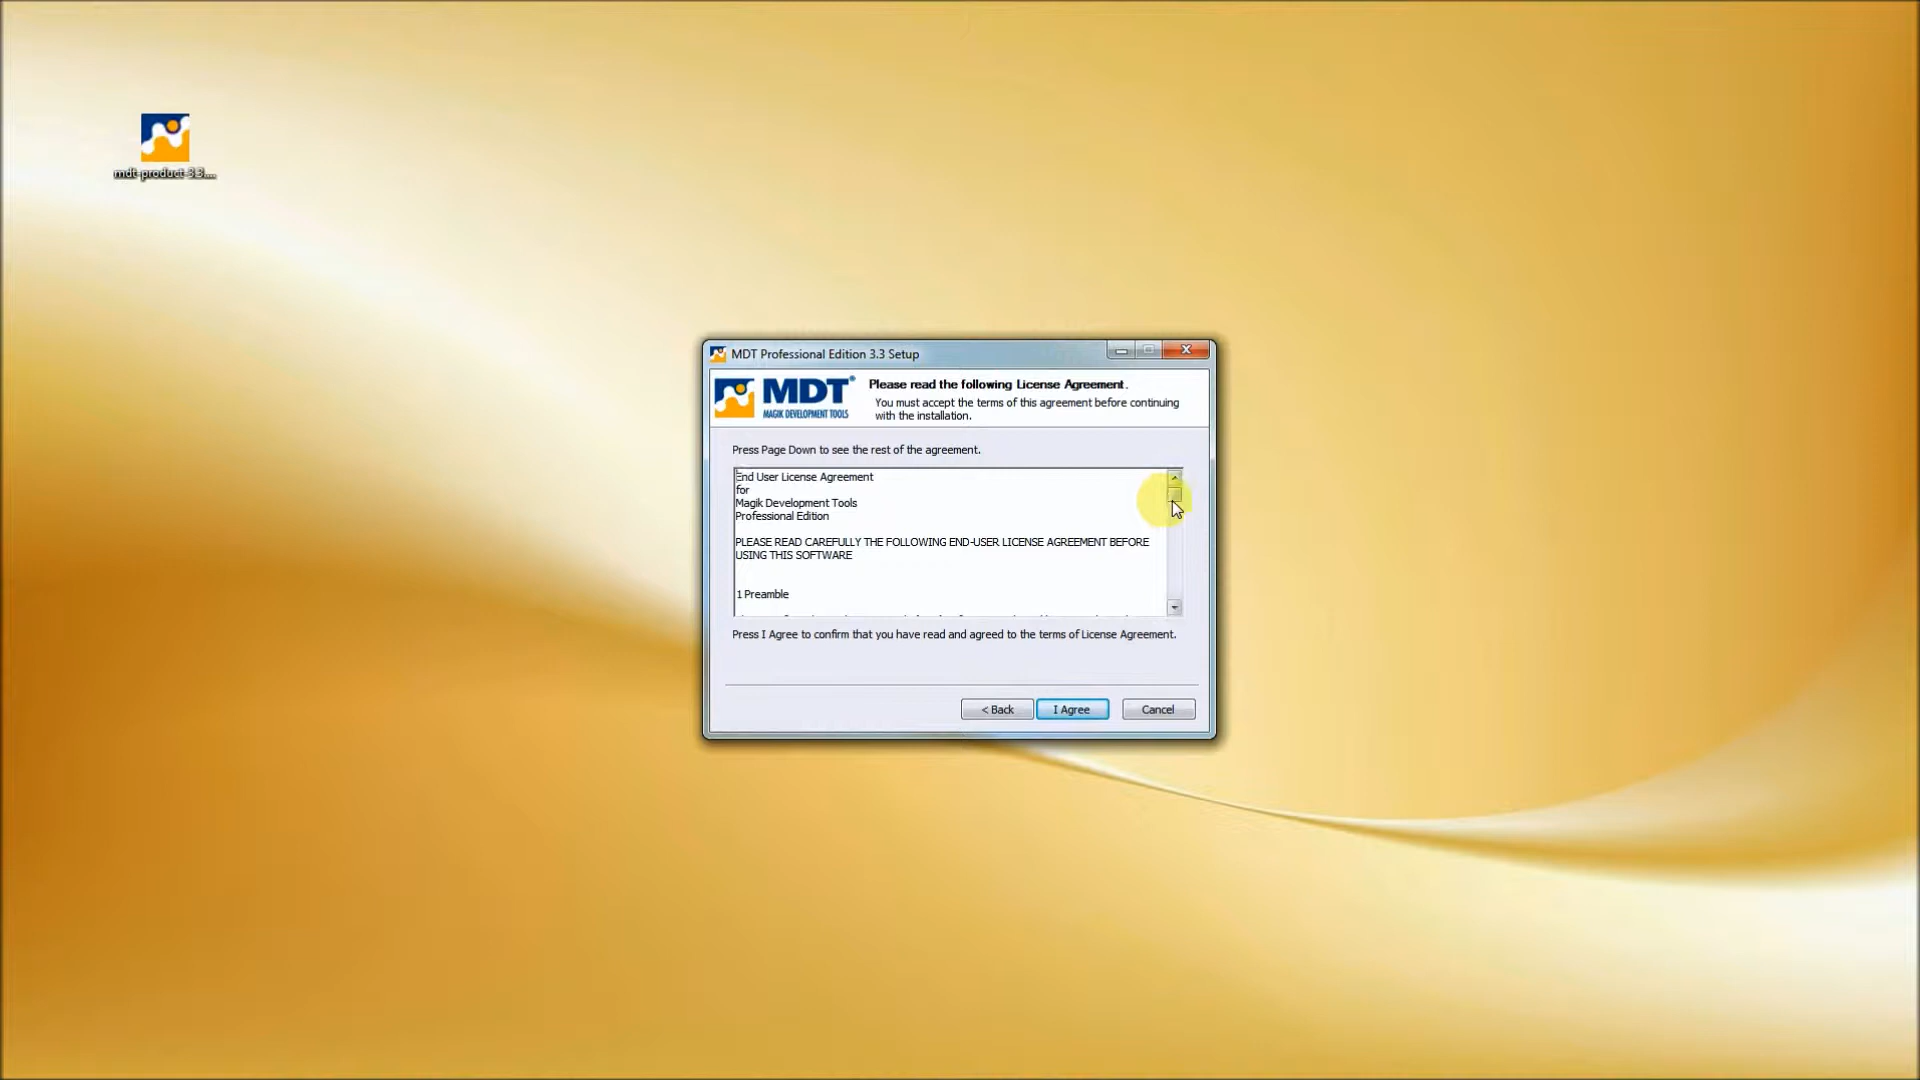 mdt-product-3.3....
MDT Professional Edition 3.3 Setup
MDT®
MAGIK DEVELOPMENT TOOLS
Please read the following License Agreement.
You must accept the terms of this agreement before continuing
with the installation.
Press Page Down to see the rest of the agreement.
End User License Agreement
for
Magik Development Tools
Professional Edition
PLEASE READ CAREFULLY THE FOLLOWING END-USER LICENSE AGREEMENT BEFORE
USING THIS SOFTWARE
1 Preamble
Press I Agree to confirm that you have read and agreed to the terms of License Agreement.
< Back
I Agree
Cancel